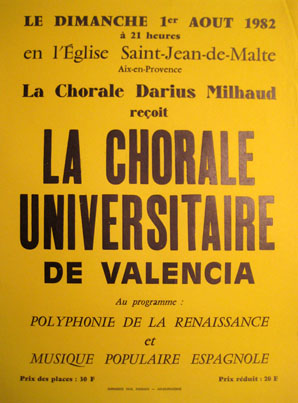 LE DIMANCHE 1er AOUT 1982
à 21 heures
en l'Église Saint-Jean-de-Malte
Aix-en-Provence
La Chorale Darius Milhaud
reçoit
LA CHORALE
UNIVERSITAIRE
DE VALENCIA
Au programme :
POLYPHONIE DE LA RENAISSANCE
et
MUSIQUE POPULAIRE ESPAGNOLE
Prix des places : 30 F Prix réduit : 20 F